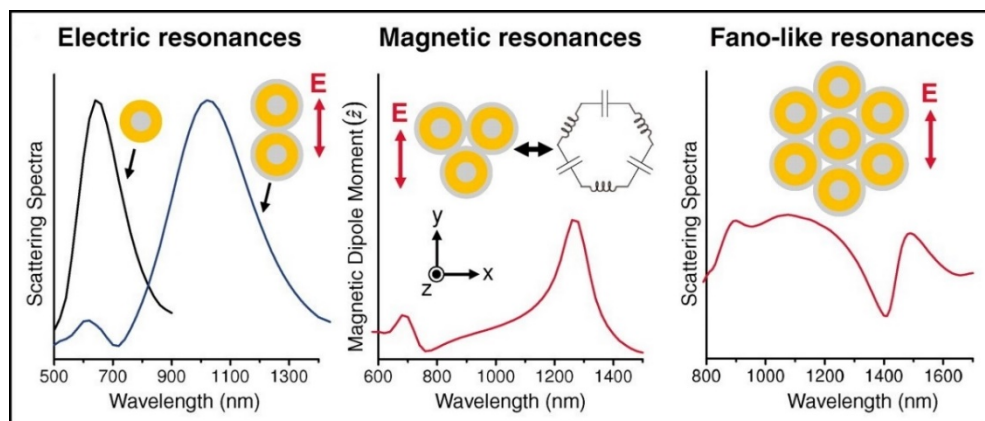 Electric resonances
Scattering Spectra
E
500 700 900 1100 1300
Wavelength (nm)
Magnetic resonances
Magnetic Dipole Moment (ẑ)
E
y
z
x
600 800 1000 1200 1400
Wavelength (nm)
Fano-like resonances
Scattering Spectra
E
800 1000 1200 1400 1600
Wavelength (nm)